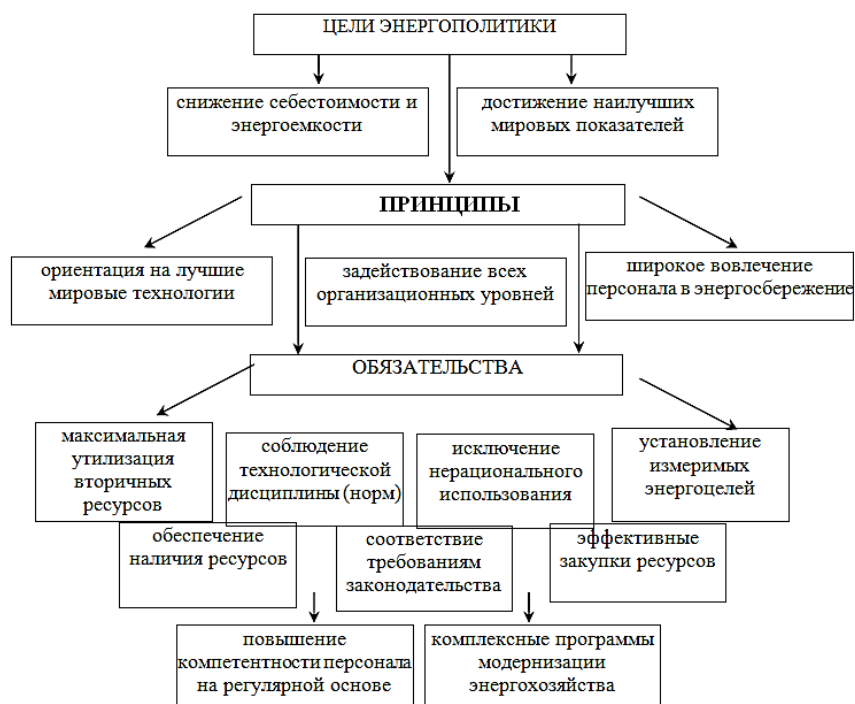 ЦЕЛИ ЭНЕРГОПОЛИТИКИ
снижение себестоимости и
энергоемкости
достижение наилучших
мировых показателей
ПРИНЦИПЫ
ориентация на лучшие
мировые технологии
задействование всех
организационных уровней
широкое вовлечение
персонала в энергосбережение
ОБЯЗАТЕЛЬСТВА
максимальная
утилизация
вторичных
ресурсов
соблюдение
технологической
дисциплины (норм)
исключение
нерационального
использования
установление
измеримых
энергоцелей
обеспечение
наличия ресурсов
соответствие
требованиям
законодательства
эффективные
закупки ресурсов
повышение
компетентности персонала
на регулярной основе
комплексные программы
модернизации
энергохозяйства